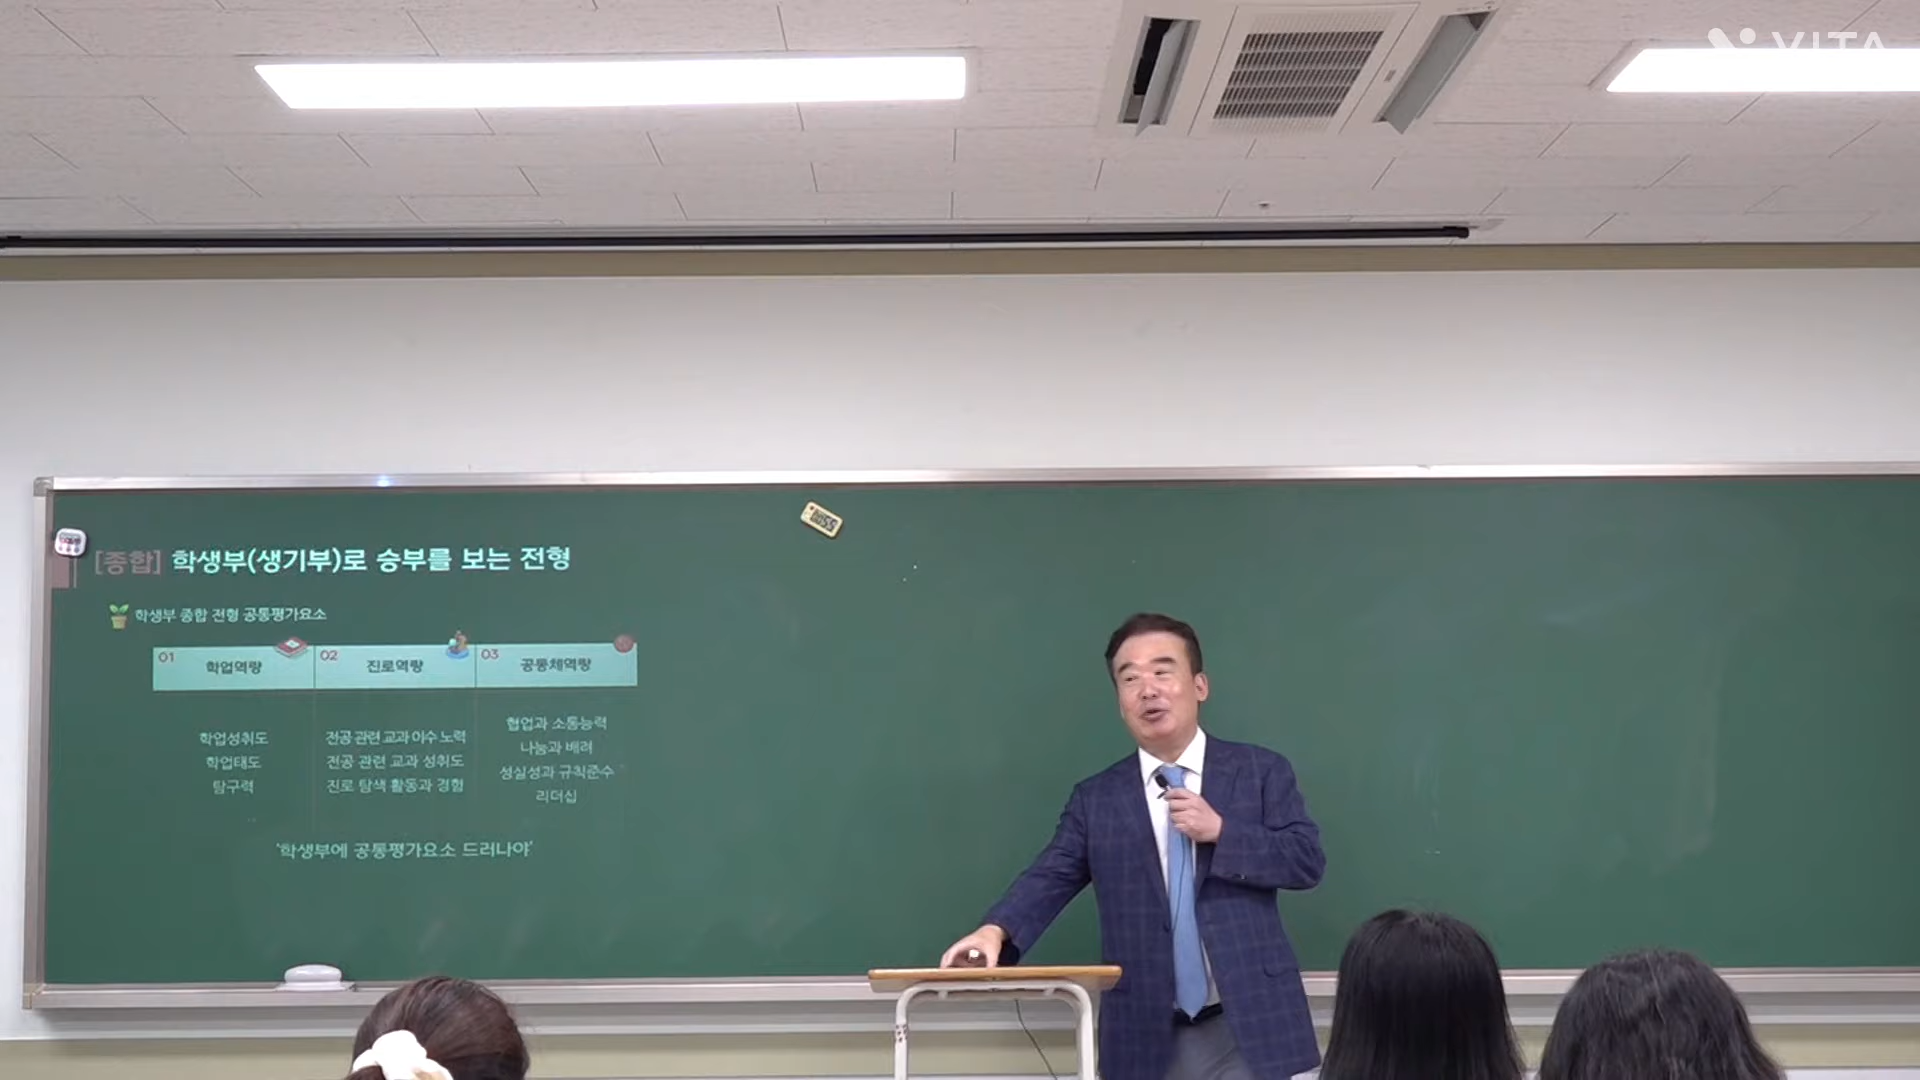 VITA
[종합] 학생부(생기부)로 승부를 보는 전형
학생부 종합 전형 공통평가요소
01 학업역량
02 진로역량
03 공동체역량
학업성취도
학업태도
탐구력
전공 관련 교과 이수 노력
전공 관련 교과 성취도
진로 탐색 활동과 경험
협업과 소통능력
나눔과 배려
성실성과 규칙준수
리더십
'학생부에 공통평가요소 드러나야'